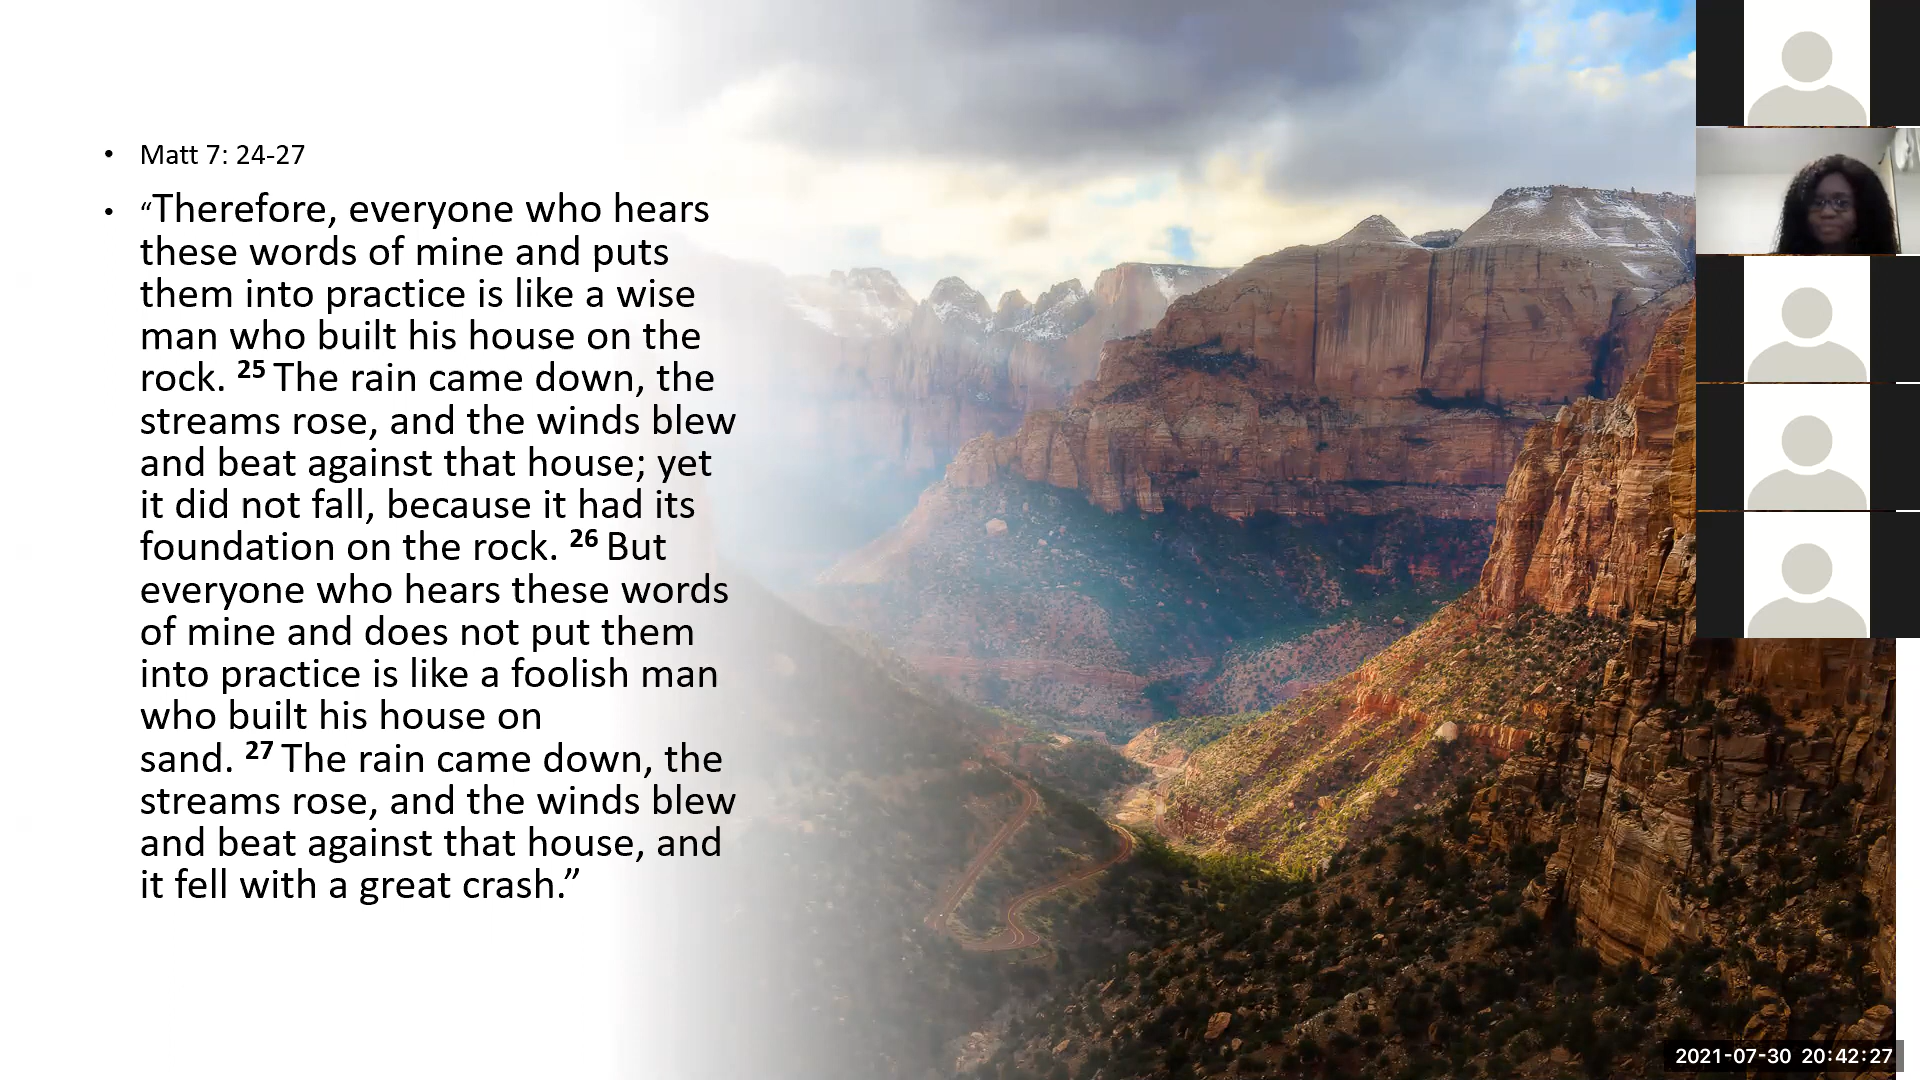 • Matt 7: 24-27
• “Therefore, everyone who hears
these words of mine and puts
them into practice is like a wise
man who built his house on the
rock. 25 The rain came down, the
streams rose, and the winds blew
and beat against that house; yet
it did not fall, because it had its
foundation on the rock. 26 But
everyone who hears these words
of mine and does not put them
into practice is like a foolish man
who built his house on
sand. 27 The rain came down, the
streams rose, and the winds blew
and beat against that house, and
it fell with a great crash.”
2021-07-30 20:42:27